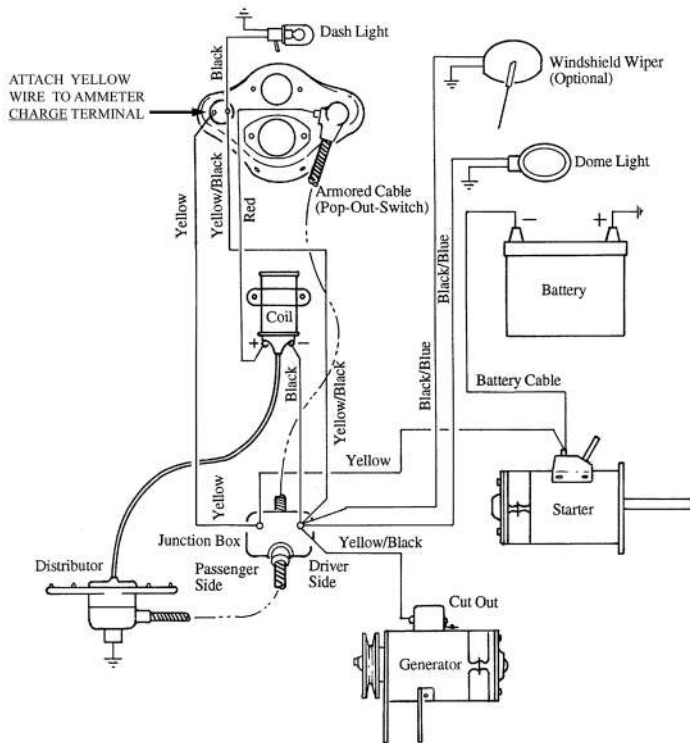 Dash Light
Black
ATTACH YELLOW
WIRE TO AMMETER
CHARGE TERMINAL
Windshield Wiper
(Optional)
Dome Light
Yellow
Yellow/Black
Red
Armored Cable
(Pop-Out-Switch)
− +
Battery
Black/Blue
Black/Blue
Coil
+ −
Black
Yellow/Black
Battery Cable
Yellow
Yellow
Starter
Junction Box
Yellow/Black
Passenger
Side
Driver
Side
Distributor
Cut Out
Generator